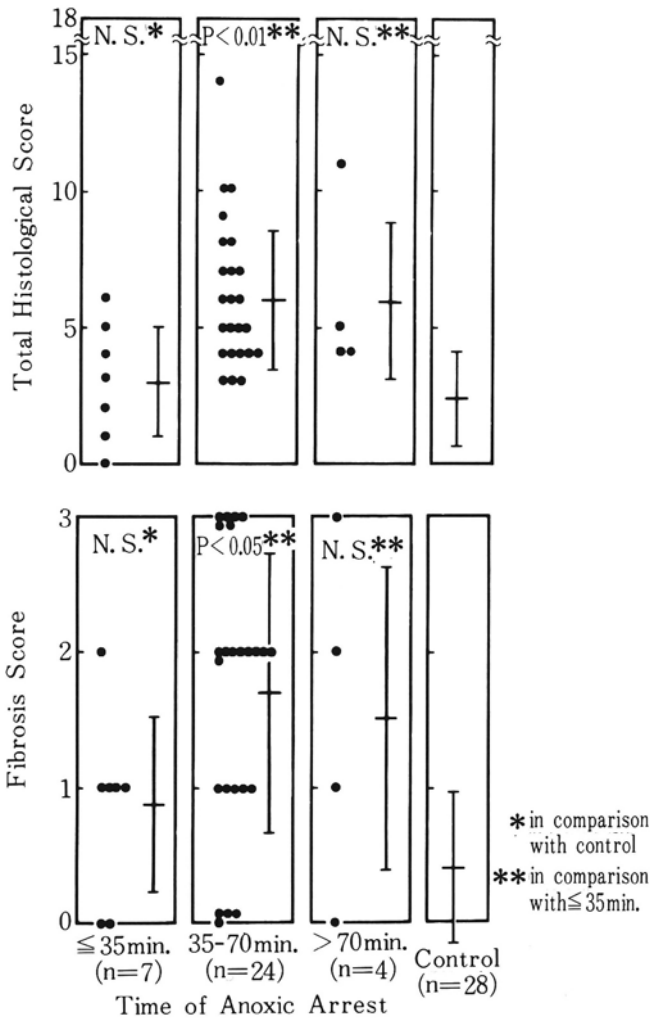 18
N. S.* P<0.01** N. S.**
15
10
5
0
Total Histological Score
3
N. S.* P<0.05** N. S.**
2
1
0
Fibrosis Score
≦35min. 35-70min. >70min. Control
(n=7) (n=24) (n=4) (n=28)
Time of Anoxic Arrest
* in comparison
with control
** in comparison
with≦35min.